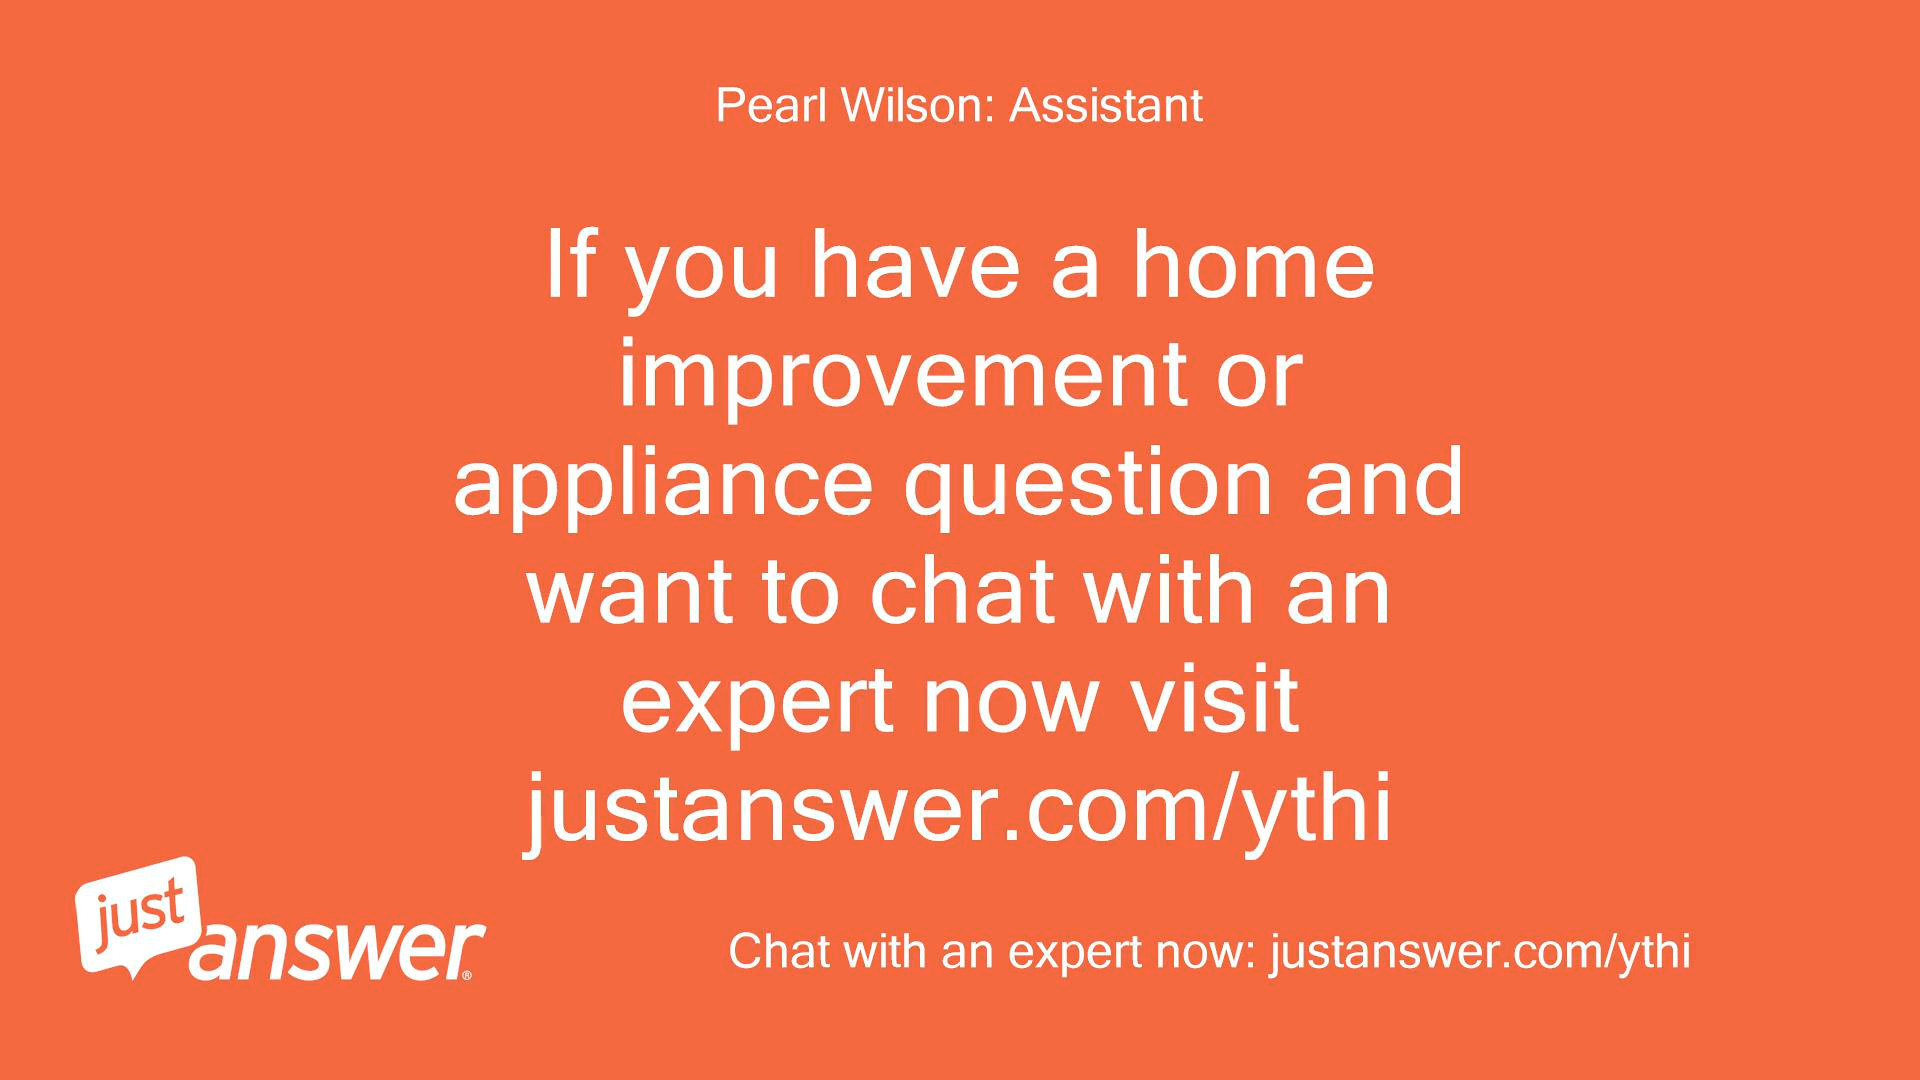 Pearl Wilson: Assistant
If you have a home
improvement or
appliance question and
want to chat with an
expert now visit
justanswer.com/ythi
just
answer®
Chat with an expert now: justanswer.com/ythi